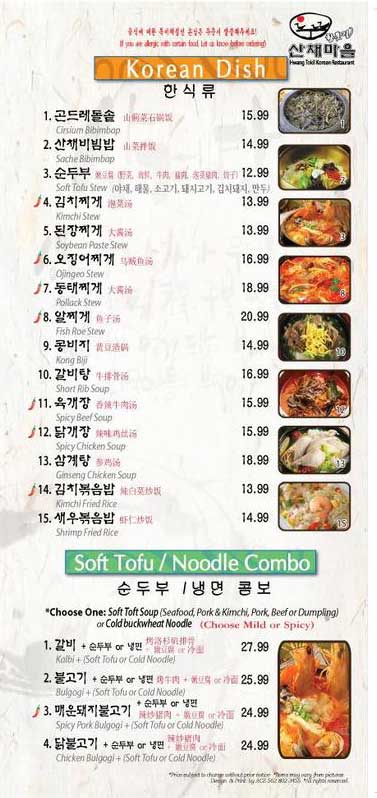 음식에 대한 특이체질인 손님은 주문시 말씀해주세요!
If you are allergic with certain food, Let us know (before ordering)
산채마을
Hwang Tokil Korean Restaurant
Korean Dish
한식류
1. 곤드레돌솥 山蓟菜石锅饭 15.99
Cirsium Bibimbap
2. 산채비빔밥 山菜拌饭 14.99
Sache Bibimbap
3. 순두부 嫩豆腐 (野菜, 海鲜, 牛肉, 猪肉, 泡菜猪肉, 饺子) 12.99
Soft Tofu Stew (야채, 해물, 소고기, 돼지고기, 김치돼지, 만두)
4. 김치찌게 泡菜汤 13.99
Kimchi Stew
5. 된장찌게 大酱汤 13.99
Soybean Paste Stew
6. 오징어찌게 乌贼鱼汤 16.99
Ojingeo Stew
7. 동태찌게 大酱汤 18.99
Pollack Stew
8. 알찌게 鱼子汤 20.99
Fish Roe Stew
9. 콩비지 黄豆渣锅 14.99
Kong Biji
10. 갈비탕 牛排骨汤 16.99
Short Rib Soup
11. 육개장 香辣牛肉汤 15.99
Spicy Beef Soup
12. 닭개장 辣味鸡丝汤 15.99
Spicy Chicken Soup
13. 삼계탕 参鸡汤 18.99
Ginseng Chicken Soup
14. 김치볶음밥 辣白菜炒饭 13.99
Kimchi Fried Rice
15. 새우볶음밥 虾仁炒饭 14.99
Shrimp Fried Rice
1
2
3
8
10
13
15
Soft Tofu / Noodle Combo
순두부 /냉면 콤보
*Choose One: Soft Toft Soup (Seafood, Pork & Kimchi, Pork, Beef or Dumpling)
or Cold buckwheat Noodle (Choose Mild or Spicy)
1. 갈비 + 순두부 or 냉면 烤洛杉矶排骨 + 嫩豆腐 or 冷面 27.99
Kalbi + (Soft Tofu or Cold Noodle)
2. 불고기 + 순두부 or 냉면 烤牛肉 + 嫩豆腐 or 冷面 25.99
Bulgogi + (Soft Tofu or Cold Noodle)
3. 매운돼지불고기 + 순두부 or 냉면 辣炒猪肉 + 嫩豆腐 or 冷面 24.99
Spicy Pork Bulgogi + (Soft Tofu or Cold Noodle)
4. 닭불고기 + 순두부 or 냉면 辣炒鸡肉 + 嫩豆腐 or 冷面 24.99
Chicken Bulgogi + (Soft Tofu or Cold Noodle)
*Price subject to change without prior notice *Items may vary from pictures
Design & Print by ACE 562 802 3455 *All rights reserved.